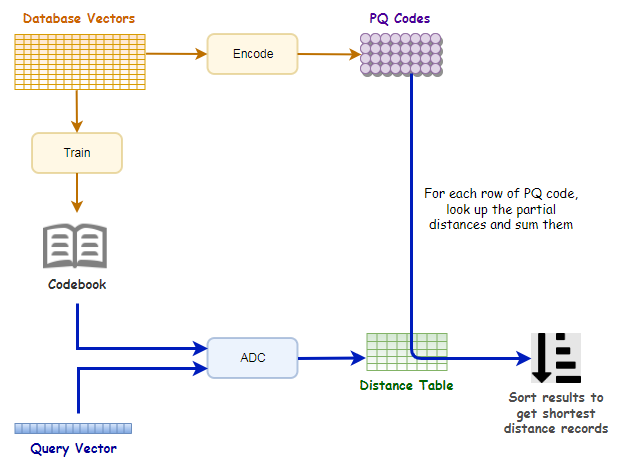 Database Vectors
PQ Codes
Encode
Train
For each row of PQ code,
look up the partial
distances and sum them
Codebook
ADC
Distance Table
Sort results to
get shortest
distance records
Query Vector